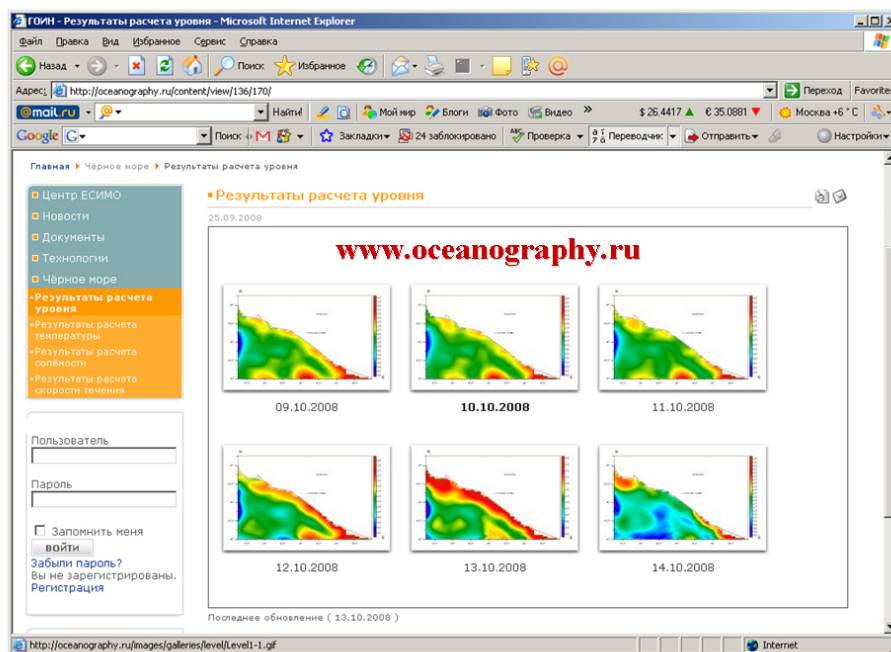 ГОИН - Результаты расчета уровня - Microsoft Internet Explorer
Файл Правка Вид Избранное Сервис Справка
Назад Поиск Избранное
Адрес: http://oceanography.ru/content/view/136/170/ Переход Favorites
@mail.ru Найти! Мой мир Блоги Фото Видео » $ 26.4417 € 35.0881 Москва +6 °C
Google G Поиск Закладки 24 заблокировано Проверка Переводчик Отправить Настройки
Главная Чёрное море Результаты расчета уровня
Центр ЕСИМО
Новости
Документы
Технологии
Чёрное море
Результаты расчета уровня
Результаты расчета температуры
Результаты расчета солёности
Результаты расчета скорости течения
Пользователь
Пароль
Запомнить меня
войти
Забыли пароль?
Вы не зарегистрированы.
Регистрация
Результаты расчета уровня
25.09.2008
www.oceanography.ru
09.10.2008 10.10.2008 11.10.2008
12.10.2008 13.10.2008 14.10.2008
Последнее обновление ( 13.10.2008 )
http://oceanography.ru/images/galleries/level/Level1-1.gif Internet